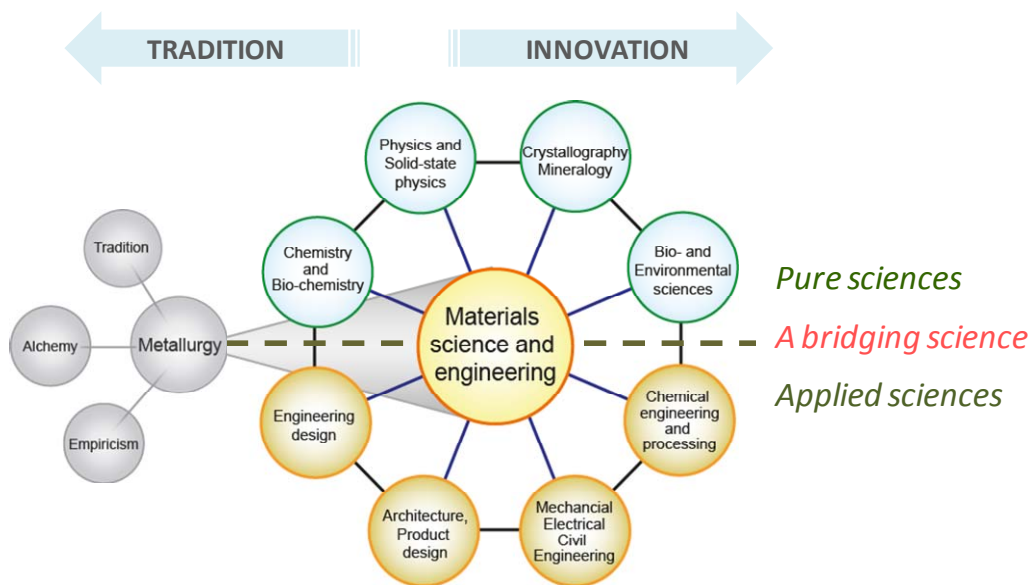 TRADITION
INNOVATION
Physics and
Solid-state
physics
Crystallography
Mineralogy
Tradition
Chemistry
and
Bio-chemistry
Bio- and
Environmental
sciences
Pure sciences
Alchemy
Metallurgy
Materials
science and
engineering
A bridging science
Engineering
design
Chemical
engineering
and
processing
Applied sciences
Empiricism
Architecture,
Product
design
Mechancial
Electrical
Civil
Engineering